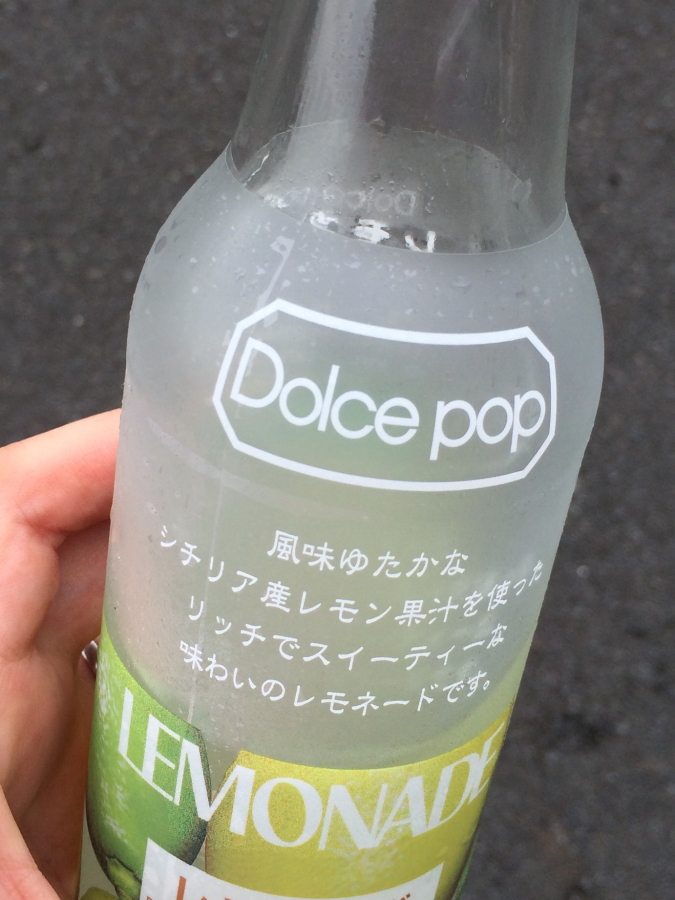 Dolce pop
風味ゆたかな
シチリア産レモン果汁を使った
リッチでスイーティーな
味わいのレモネードです。
LEMONADE